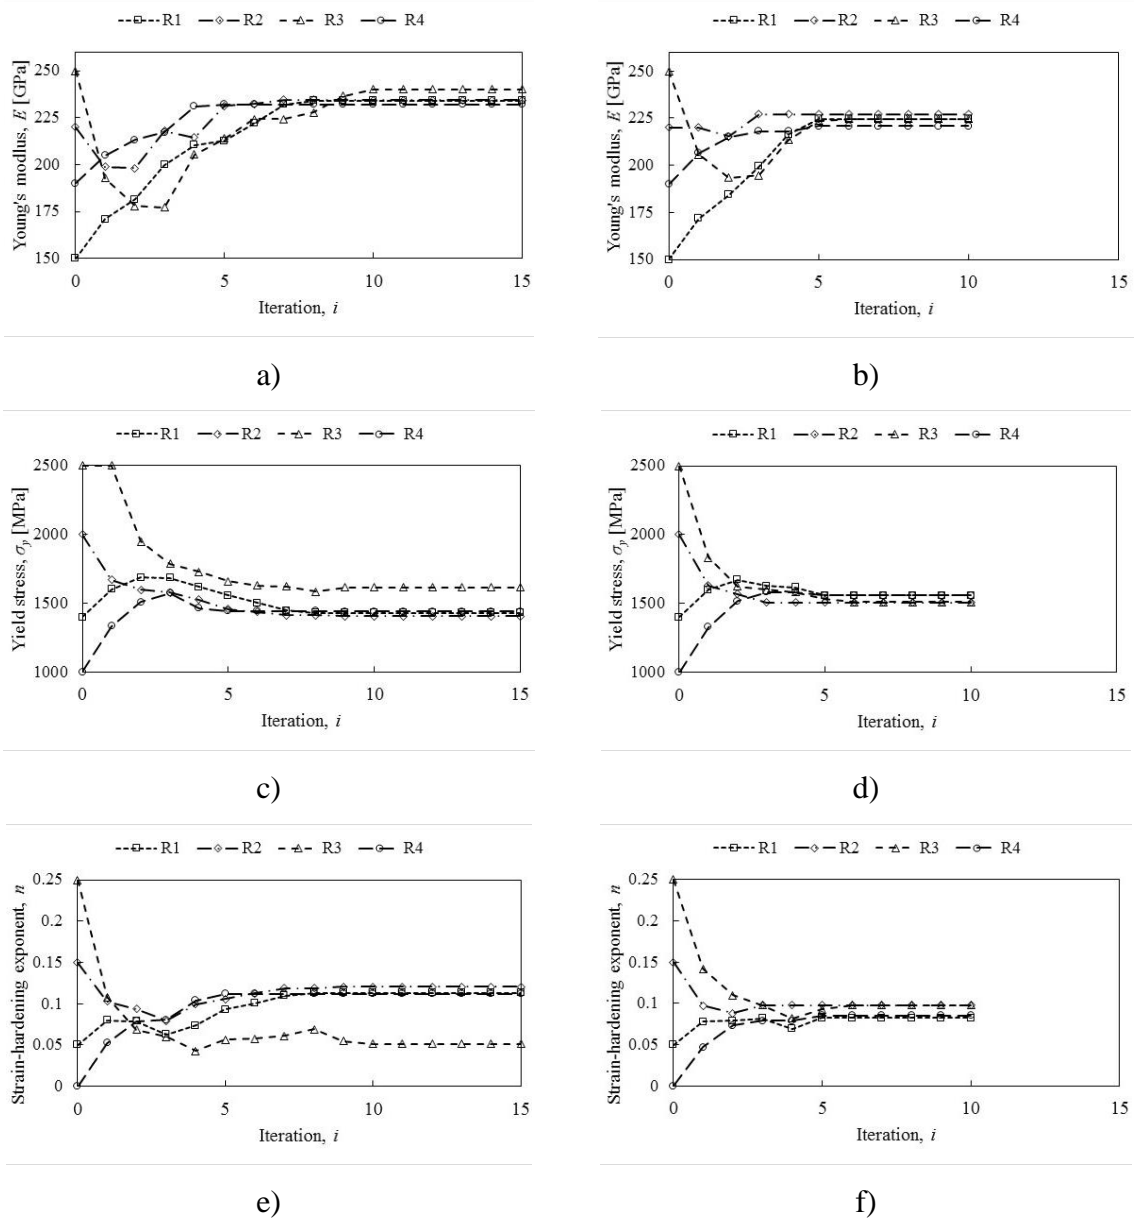 R1 R2 R3 R4
Young's modlus, E [GPa]
250
225
200
175
150
0 5 10 15
Iteration, i
a)
R1 R2 R3 R4
Young's modlus, E [GPa]
250
225
200
175
150
0 5 10 15
Iteration, i
b)
R1 R2 R3 R4
Yield stress, σy [MPa]
2500
2000
1500
1000
0 5 10 15
Iteration, i
c)
R1 R2 R3 R4
Yield stress, σy [MPa]
2500
2000
1500
1000
0 5 10 15
Iteration, i
d)
R1 R2 R3 R4
Strain-hardening exponent, n
0.25
0.2
0.15
0.1
0.05
0
0 5 10 15
Iteration, i
e)
R1 R2 R3 R4
Strain-hardening exponent, n
0.25
0.2
0.15
0.1
0.05
0
0 5 10 15
Iteration, i
f)